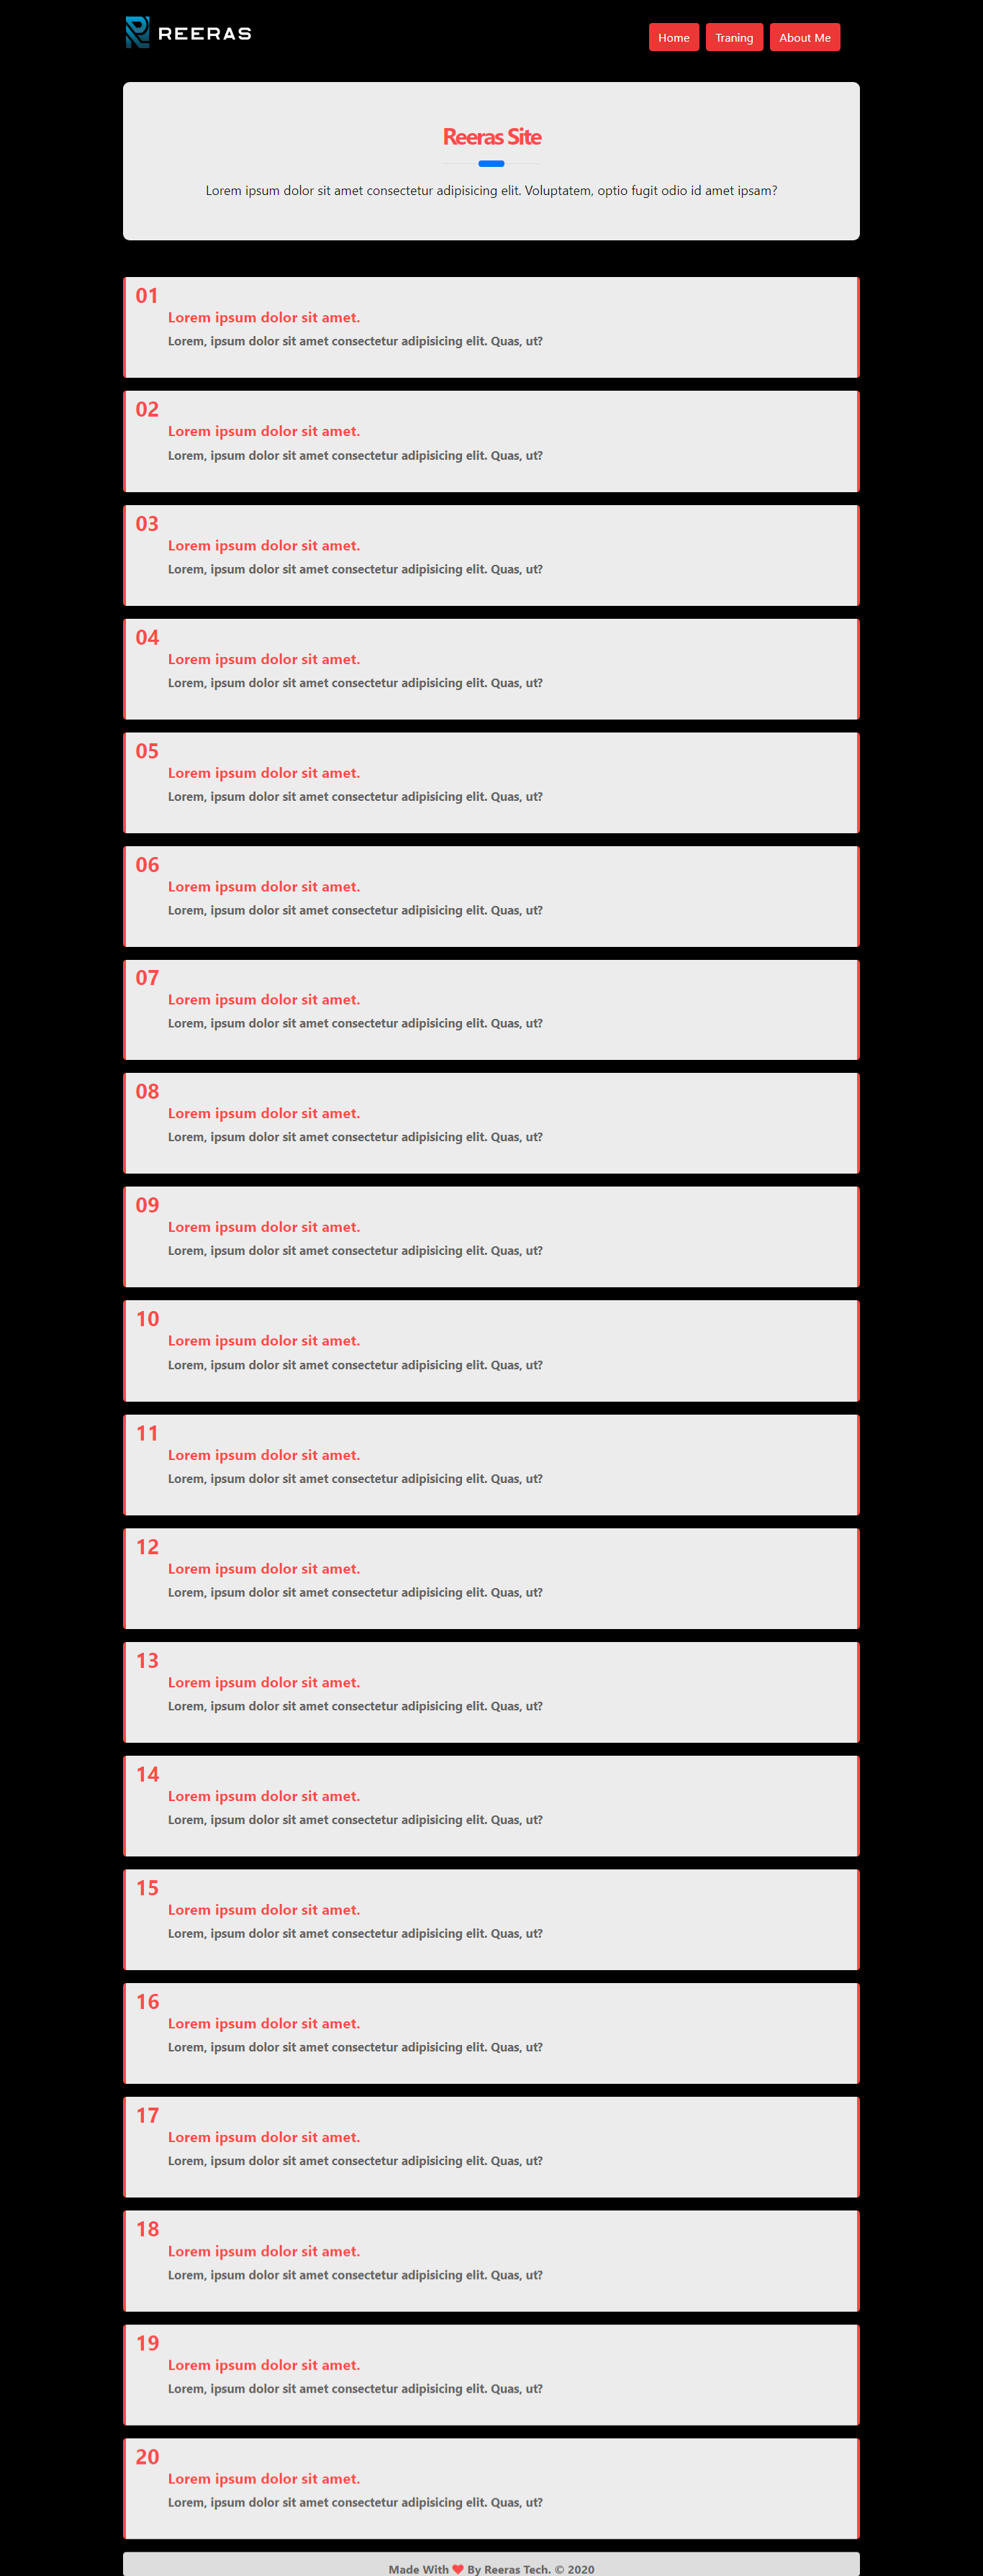 REERAS
Home Traning About Me
Reeras Site
Lorem ipsum dolor sit amet consectetur adipisicing elit. Voluptatem, optio fugit odio id amet ipsam?
01
Lorem ipsum dolor sit amet.
Lorem, ipsum dolor sit amet consectetur adipisicing elit. Quas, ut?
02
Lorem ipsum dolor sit amet.
Lorem, ipsum dolor sit amet consectetur adipisicing elit. Quas, ut?
03
Lorem ipsum dolor sit amet.
Lorem, ipsum dolor sit amet consectetur adipisicing elit. Quas, ut?
04
Lorem ipsum dolor sit amet.
Lorem, ipsum dolor sit amet consectetur adipisicing elit. Quas, ut?
05
Lorem ipsum dolor sit amet.
Lorem, ipsum dolor sit amet consectetur adipisicing elit. Quas, ut?
06
Lorem ipsum dolor sit amet.
Lorem, ipsum dolor sit amet consectetur adipisicing elit. Quas, ut?
07
Lorem ipsum dolor sit amet.
Lorem, ipsum dolor sit amet consectetur adipisicing elit. Quas, ut?
08
Lorem ipsum dolor sit amet.
Lorem, ipsum dolor sit amet consectetur adipisicing elit. Quas, ut?
09
Lorem ipsum dolor sit amet.
Lorem, ipsum dolor sit amet consectetur adipisicing elit. Quas, ut?
10
Lorem ipsum dolor sit amet.
Lorem, ipsum dolor sit amet consectetur adipisicing elit. Quas, ut?
11
Lorem ipsum dolor sit amet.
Lorem, ipsum dolor sit amet consectetur adipisicing elit. Quas, ut?
12
Lorem ipsum dolor sit amet.
Lorem, ipsum dolor sit amet consectetur adipisicing elit. Quas, ut?
13
Lorem ipsum dolor sit amet.
Lorem, ipsum dolor sit amet consectetur adipisicing elit. Quas, ut?
14
Lorem ipsum dolor sit amet.
Lorem, ipsum dolor sit amet consectetur adipisicing elit. Quas, ut?
15
Lorem ipsum dolor sit amet.
Lorem, ipsum dolor sit amet consectetur adipisicing elit. Quas, ut?
16
Lorem ipsum dolor sit amet.
Lorem, ipsum dolor sit amet consectetur adipisicing elit. Quas, ut?
17
Lorem ipsum dolor sit amet.
Lorem, ipsum dolor sit amet consectetur adipisicing elit. Quas, ut?
18
Lorem ipsum dolor sit amet.
Lorem, ipsum dolor sit amet consectetur adipisicing elit. Quas, ut?
19
Lorem ipsum dolor sit amet.
Lorem, ipsum dolor sit amet consectetur adipisicing elit. Quas, ut?
20
Lorem ipsum dolor sit amet.
Lorem, ipsum dolor sit amet consectetur adipisicing elit. Quas, ut?
Made With ❤ By Reeras Tech. © 2020